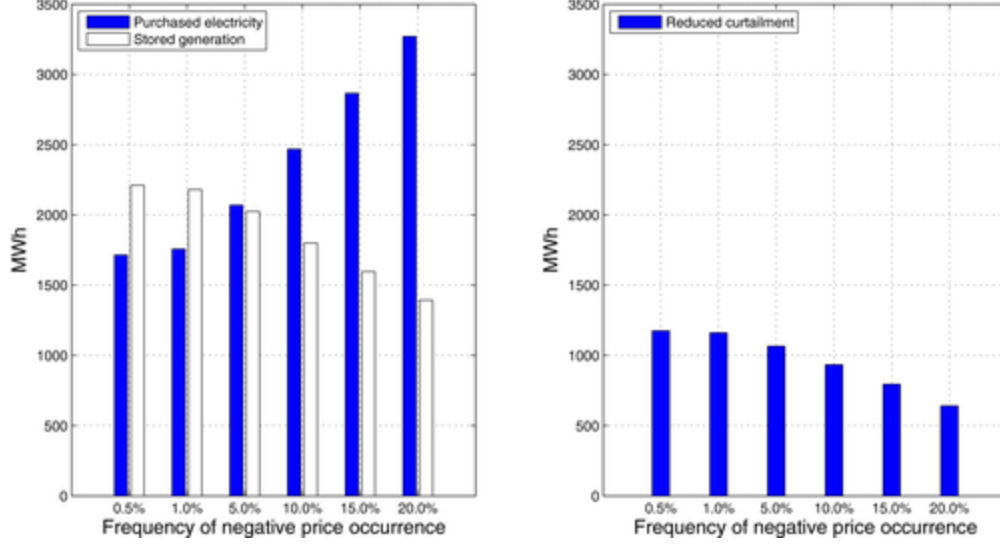 3500
3000
2500
2000
1500
1000
500
0
MWh
Purchased electricity
Stored generation
0.5% 1.0% 5.0% 10.0% 15.0% 20.0%
Frequency of negative price occurrence
3500
3000
2500
2000
1500
1000
500
0
MWh
Reduced curtailment
0.5% 1.0% 5.0% 10.0% 15.0% 20.0%
Frequency of negative price occurrence